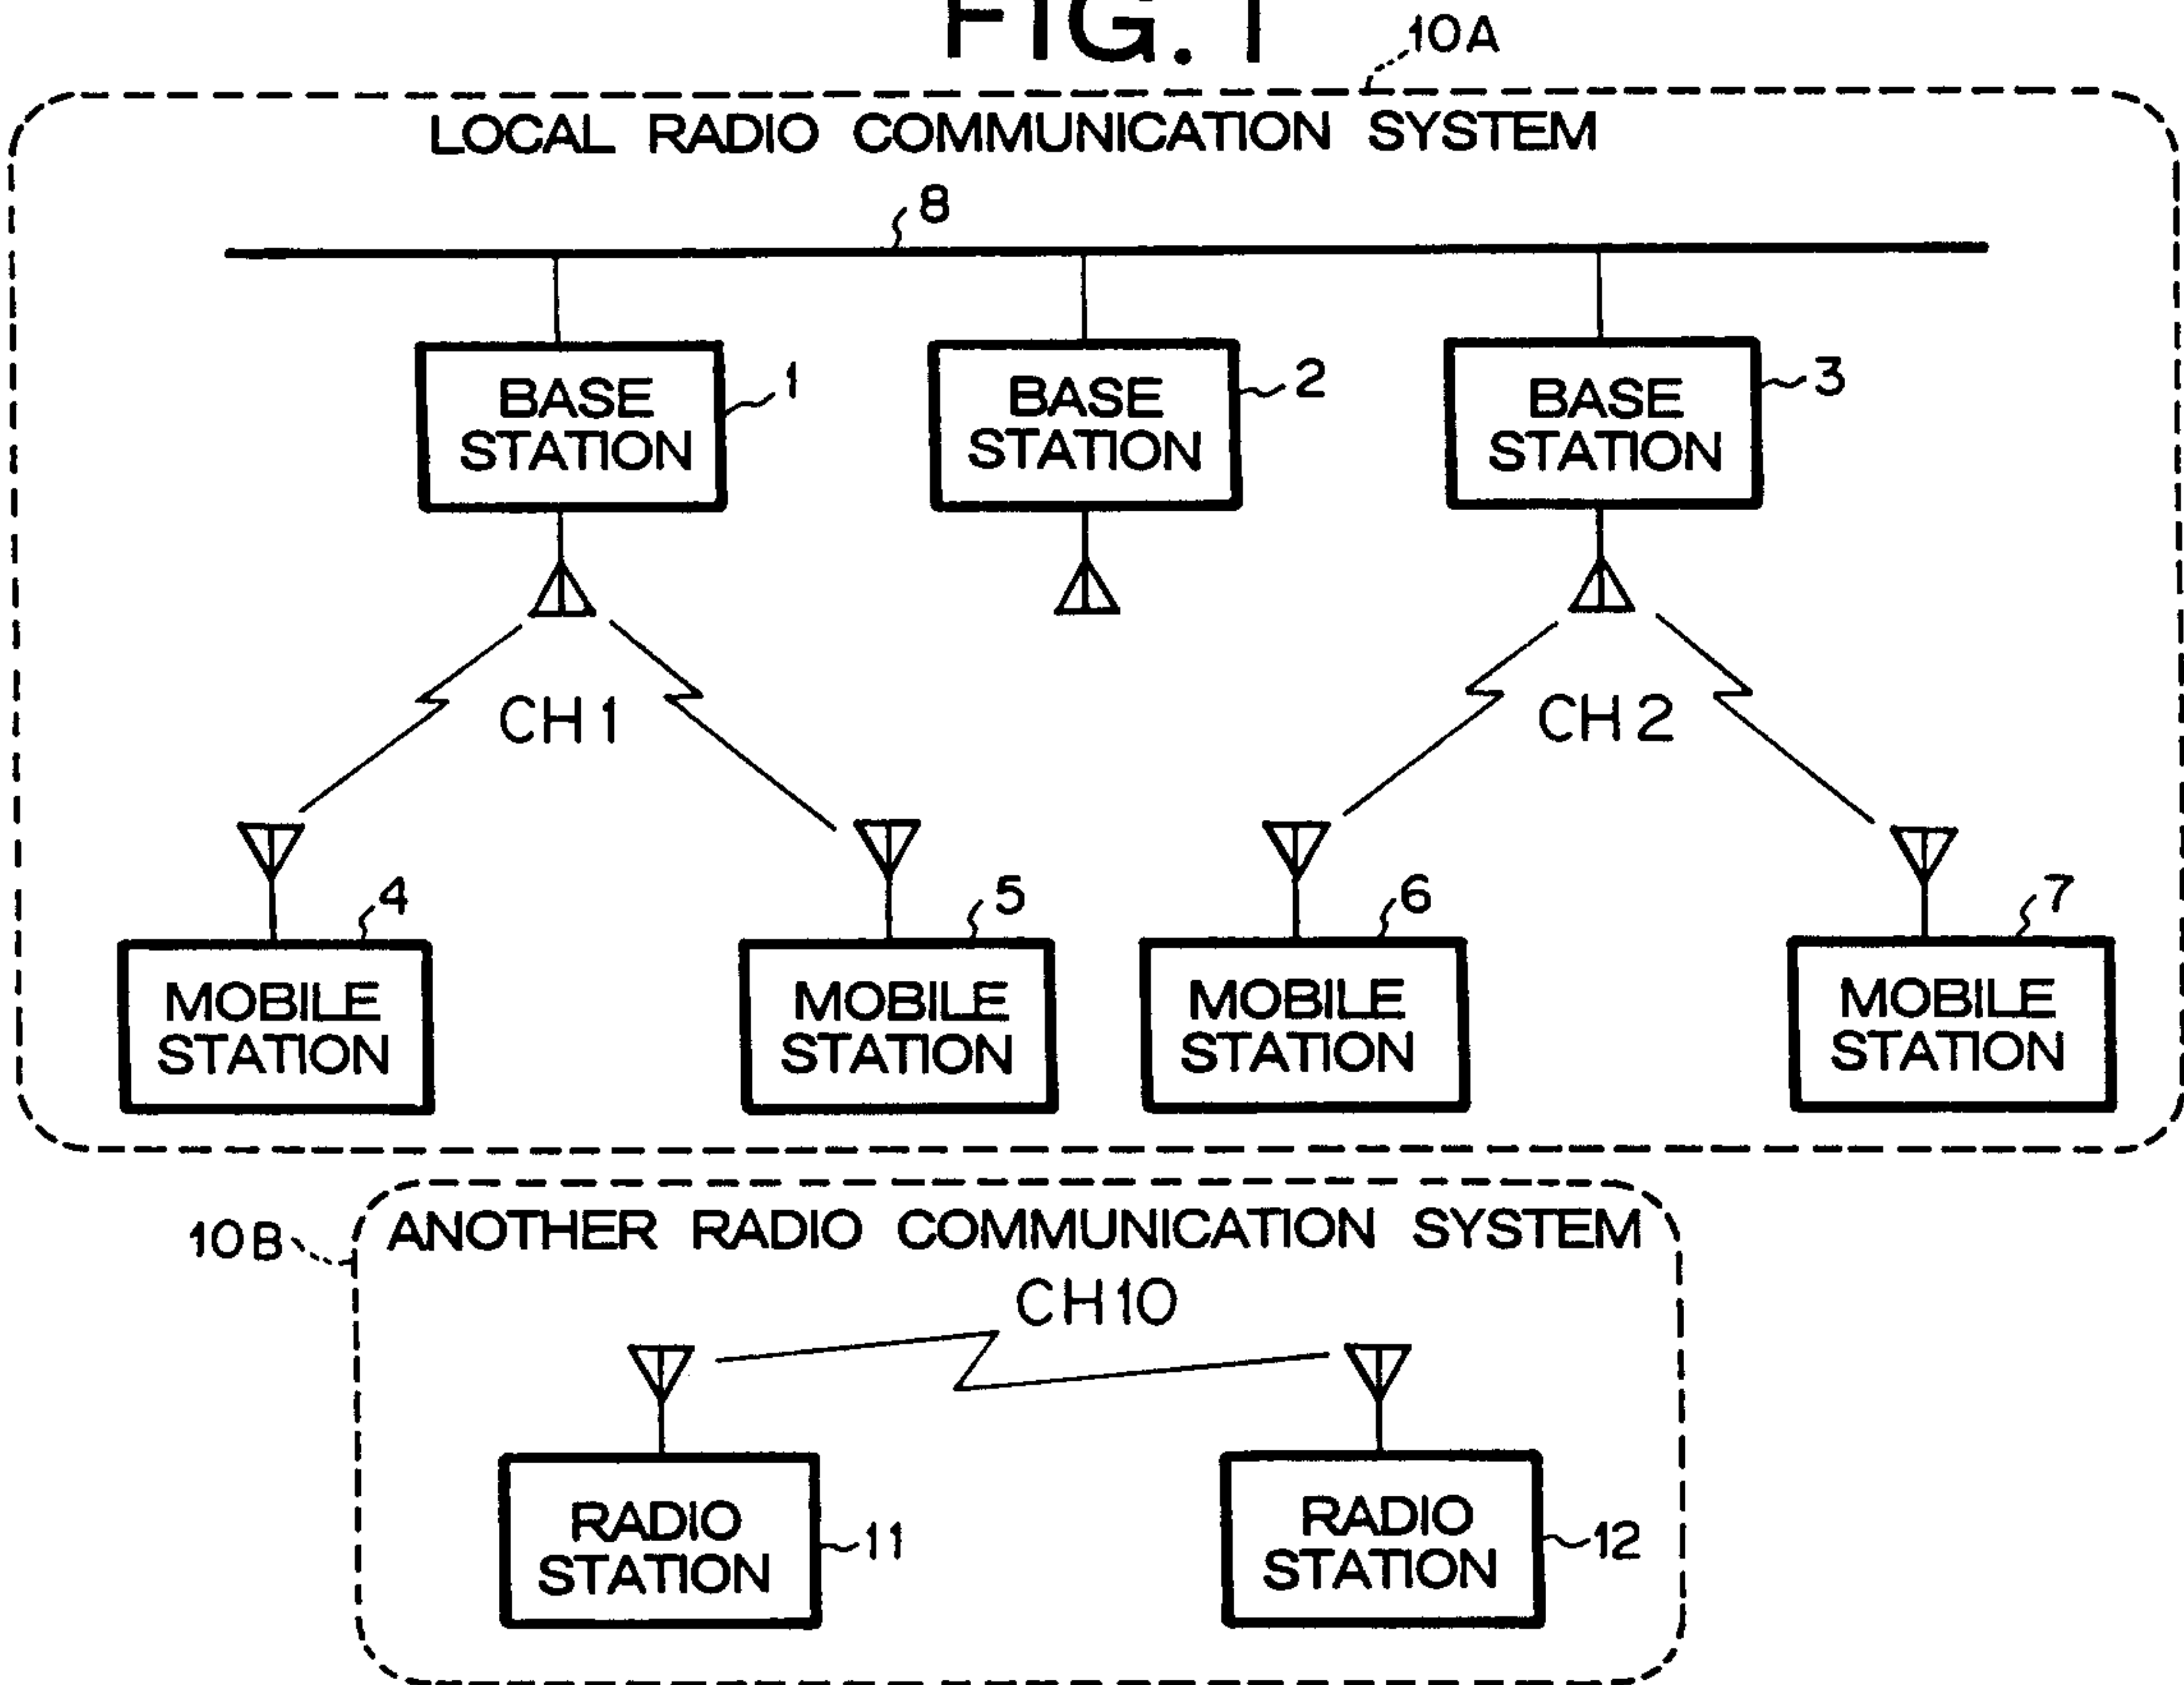 FIG. 1
10A
LOCAL RADIO COMMUNICATION SYSTEM
8
BASE
STATION
1
BASE
STATION
2
BASE
STATION
3
CH1
CH2
4
5
6
7
MOBILE
STATION
MOBILE
STATION
MOBILE
STATION
MOBILE
STATION
10B
ANOTHER RADIO COMMUNICATION SYSTEM
CH10
RADIO
STATION
11
RADIO
STATION
12